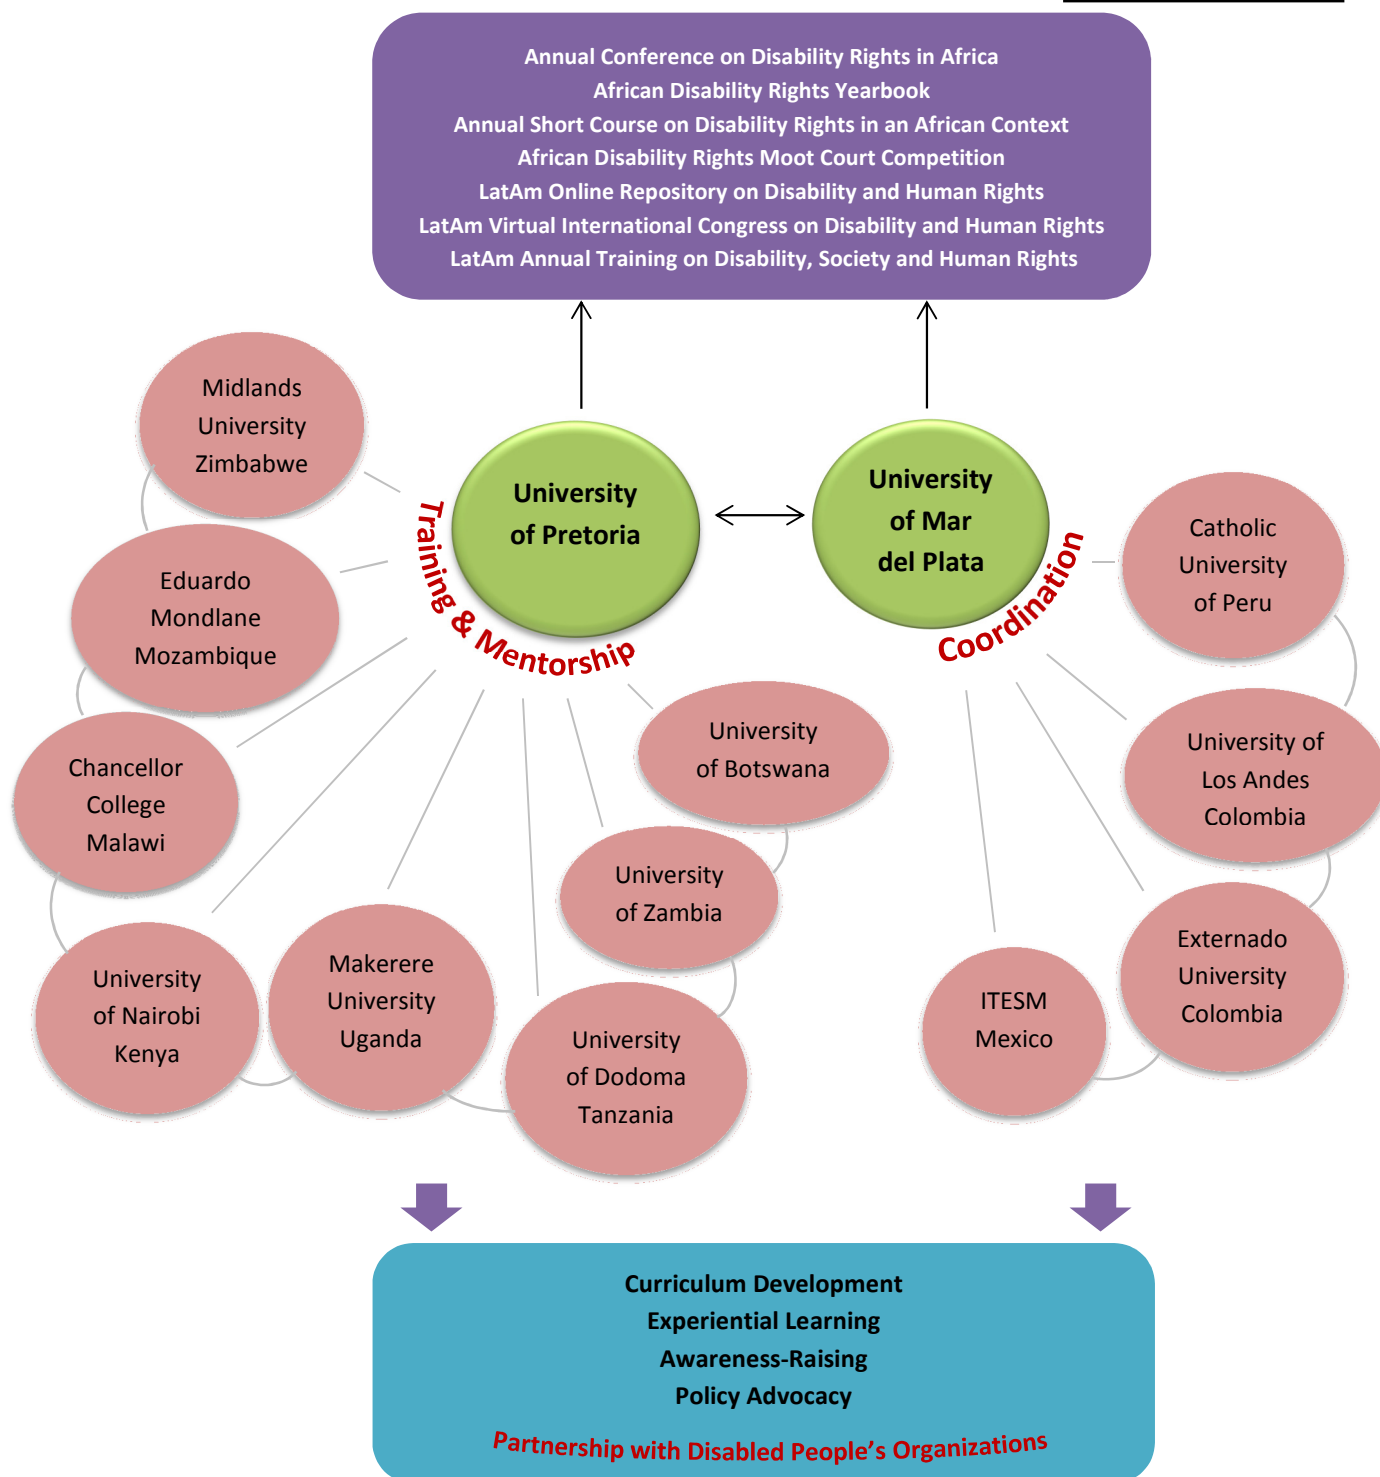 Annual Conference on Disability Rights in Africa
African Disability Rights Yearbook
Annual Short Course on Disability Rights in an African Context
African Disability Rights Moot Court Competition
LatAm Online Repository on Disability and Human Rights
LatAm Virtual International Congress on Disability and Human Rights
LatAm Annual Training on Disability, Society and Human Rights
Midlands
University
Zimbabwe
University
of Pretoria
University
of Mar
del Plata
Training & Mentorship
Coordination
Catholic
University
of Peru
Eduardo
Mondlane
Mozambique
University
of Botswana
University of
Los Andes
Colombia
Chancellor
College
Malawi
University
of Zambia
Externado
University
Colombia
University
of Nairobi
Kenya
Makerere
University
Uganda
University
of Dodoma
Tanzania
ITESM
Mexico
Curriculum Development
Experiential Learning
Awareness-Raising
Policy Advocacy
Partnership with Disabled People's Organizations